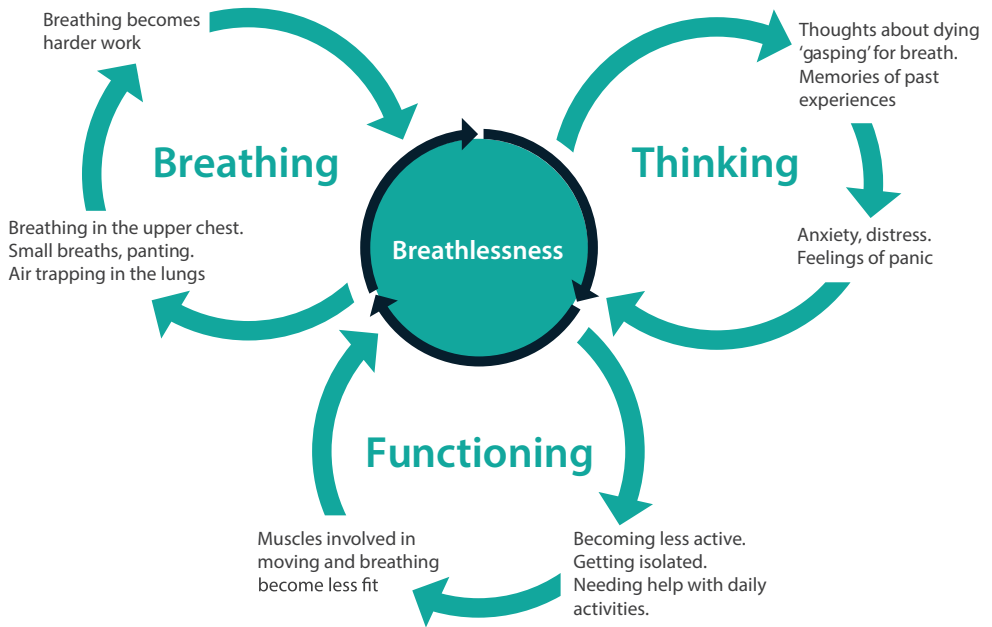 Breathing becomes
harder work
Breathing
Breathing in the upper chest.
Small breaths, panting.
Air trapping in the lungs
Breathlessness
Thinking
Thoughts about dying
‘gasping’ for breath.
Memories of past
experiences
Anxiety, distress.
Feelings of panic
Functioning
Becoming less active.
Getting isolated.
Needing help with daily
activities.
Muscles involved in
moving and breathing
become less fit